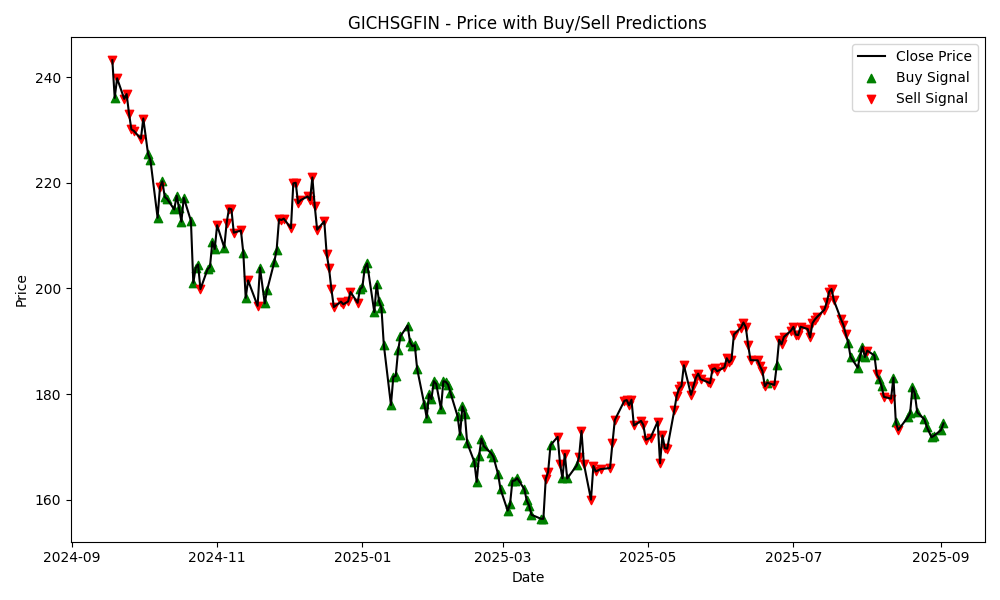 GICHSGFIN - Price with Buy/Sell Predictions
Close Price
Buy Signal
Sell Signal
Price
240
220
200
180
160
2024-09
2024-11
2025-01
2025-03
2025-05
2025-07
2025-09
Date